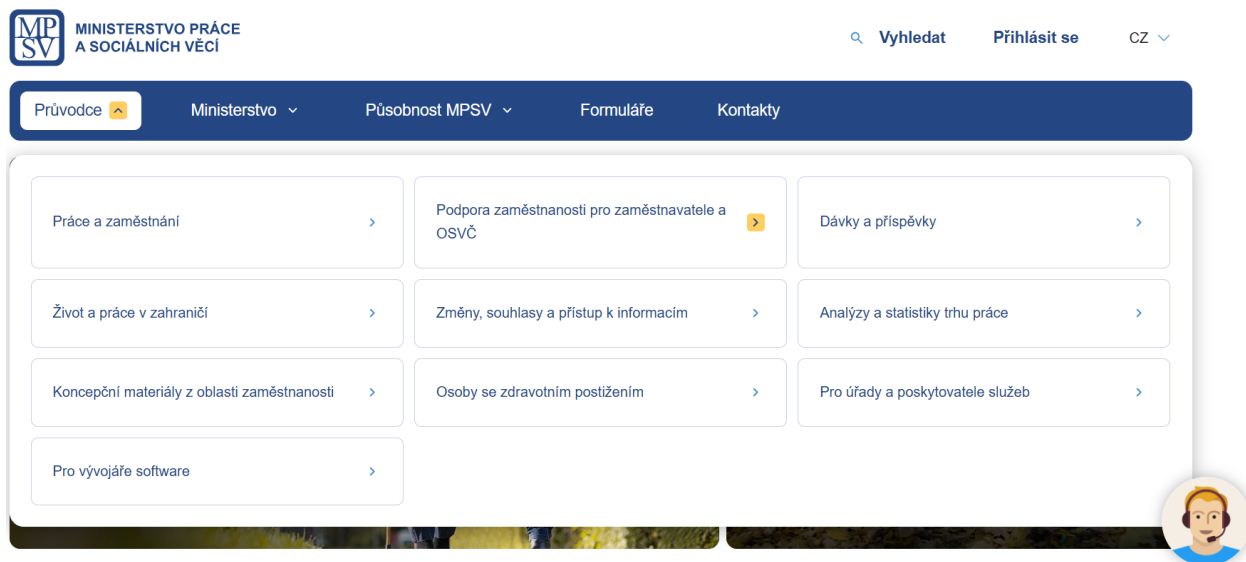 MP
SV
MINISTERSTVO PRÁCE
A SOCIÁLNÍCH VĚCÍ
Vyhledat
Přihlásit se
CZ
Průvodce
Ministerstvo
Působnost MPSV
Formuláře
Kontakty
Práce a zaměstnání
Podpora zaměstnanosti pro zaměstnavatele a
OSVČ
Dávky a příspěvky
Život a práce v zahraničí
Změny, souhlasy a přístup k informacím
Analýzy a statistiky trhu práce
Koncepční materiály z oblasti zaměstnanosti
Osoby se zdravotním postižením
Pro úřady a poskytovatele služeb
Pro vývojáře software